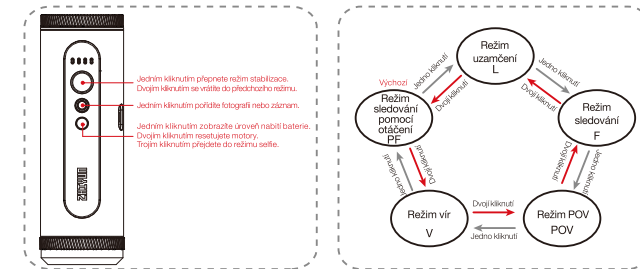 Jedním kliknutím přepnete režim stabilizace.
Dvojím kliknutím se vrátíte do předchozího režimu.
Jedním kliknutím pořídíte fotografii nebo záznam.
Jedním kliknutím zobrazíte úroveň nabití baterie.
Dvojím kliknutím resetujete motory.
Trojím kliknutím přejdete do režimu selfie.
ZHIYUN
Režim
uzamčení
L
Jedno kliknutí
Dvojí kliknutí
Jedno kliknutí
Dvojí kliknutí
Výchozí
Režim
sledování
pomocí
otáčení
PF
Režim
sledování
F
Jedno kliknutí
Dvojí kliknutí
Dvojí kliknutí
Jedno kliknutí
Režim vír
V
Dvojí kliknutí
Jedno kliknutí
Režim POV
POV